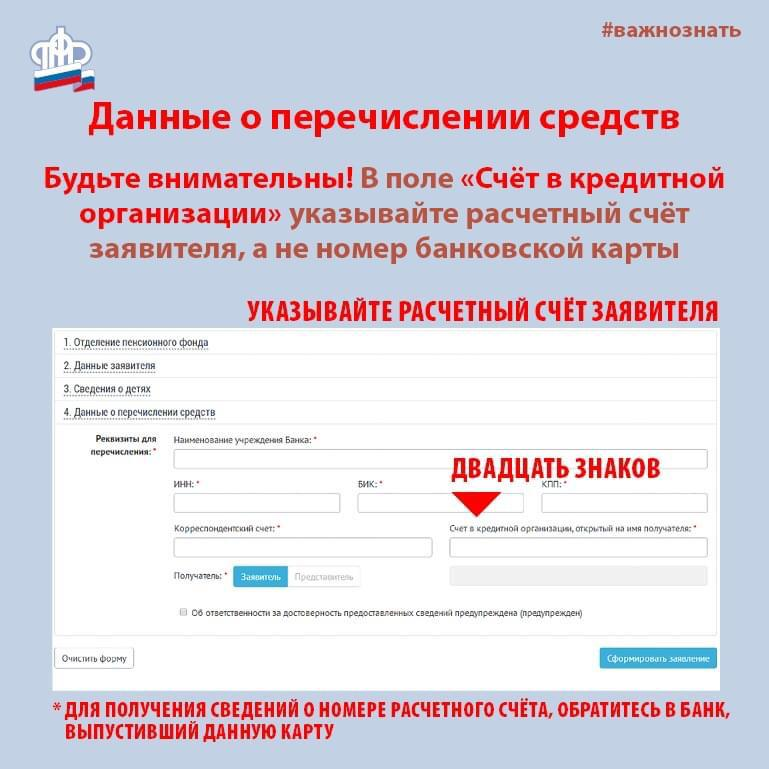 #важнознать
Данные о перечислении средств
Будьте внимательны! В поле «Счёт в кредитной
организации» указывайте расчетный счёт
заявителя, а не номер банковской карты
УКАЗЫВАЙТЕ РАСЧЕТНЫЙ СЧЁТ ЗАЯВИТЕЛЯ
1. Отделение пенсионного фонда
2. Данные заявителя
3. Сведения о детях
4. Данные о перечислении средств
Реквизиты для
перечисления: *
Наименование учреждения Банка: *
ДВАДЦАТЬ ЗНАКОВ
ИНН: * БИК: * КПП: *
Корреспондентский счет: * Счет в кредитной организации, открытый на имя получателя: *
Получатель: * Заявитель Представитель
Об ответственности за достоверность предоставленных сведений предупреждена (предупрежден)
Очистить форму Сформировать заявление
* ДЛЯ ПОЛУЧЕНИЯ СВЕДЕНИЙ О НОМЕРЕ РАСЧЕТНОГО СЧЁТА, ОБРАТИТЕСЬ В БАНК,
ВЫПУСТИВШИЙ ДАННУЮ КАРТУ